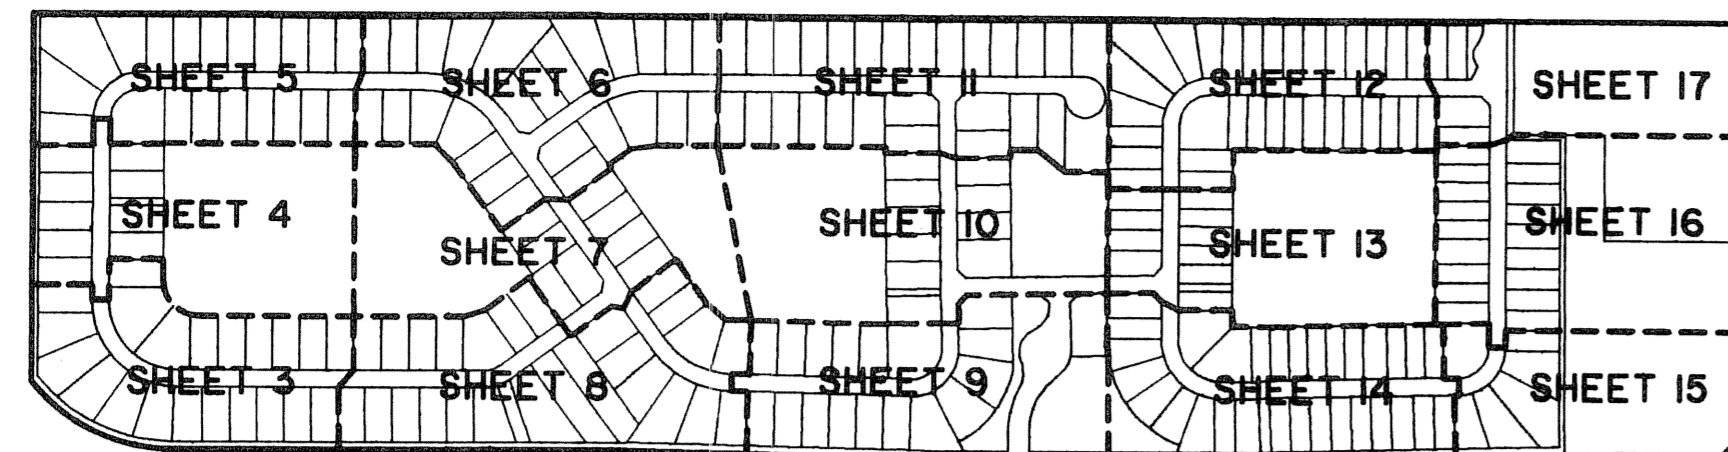 SHEET 5
SHEET 6
SHEET 11
SHEET 12
SHEET 17
SHEET 4
SHEET 7
SHEET 10
SHEET 13
SHEET 16
SHEET 3
SHEET 8
SHEET 9
SHEET 14
SHEET 15